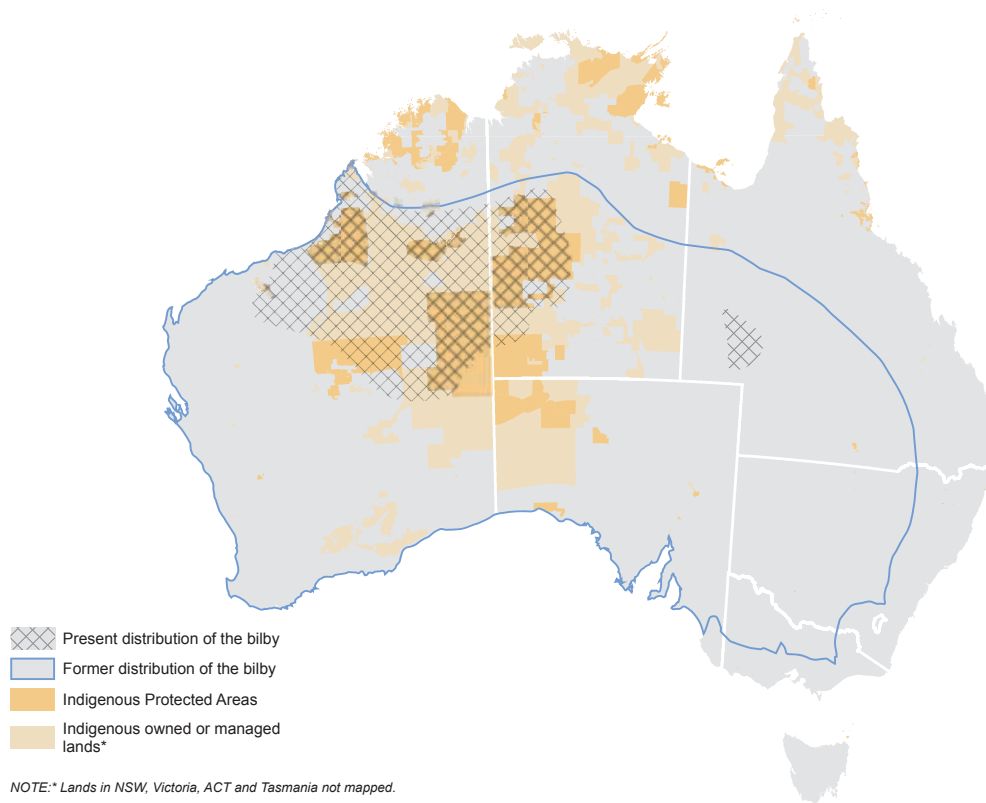 Present distribution of the bilby
Former distribution of the bilby
Indigenous Protected Areas
Indigenous owned or managed
lands*
NOTE:* Lands in NSW, Victoria, ACT and Tasmania not mapped.